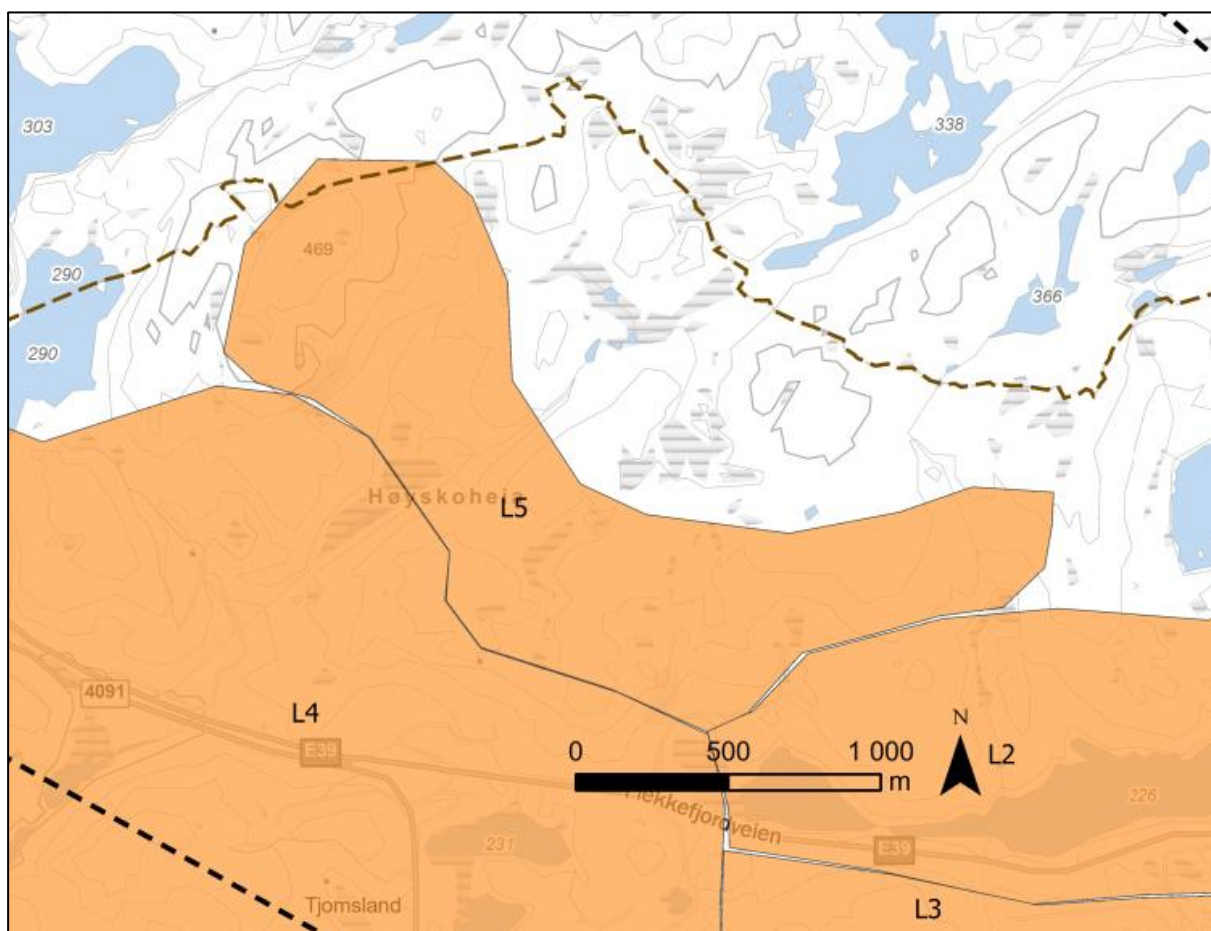 303
338
469
290
366
290
Høyskoheia
L5
4091
L4
N
0 500 1 000
m
L2
E39
Flekkefjordveien
226
231
E39
Tjomsland
L3